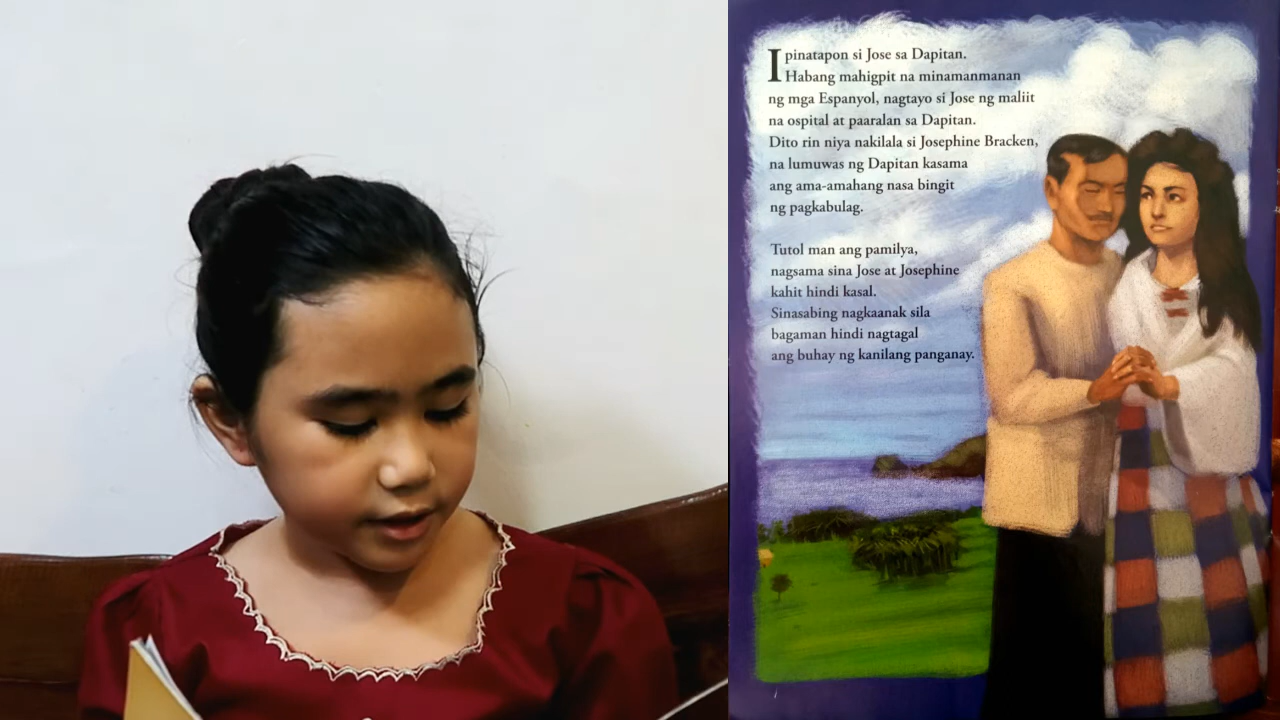 Ipinatapon si Jose sa Dapitan.
Habang mahigpit na minamanmanan
ng mga Espanyol, nagtayo si Jose ng maliit
na ospital at paaralan sa Dapitan.
Dito rin niya nakilala si Josephine Bracken,
na lumuwas ng Dapitan kasama
ang ama-amahang nasa bingit
ng pagkabulag.
Tutol man ang pamilya,
nagsama sina Jose at Josephine
kahit hindi kasal.
Sinasabing nagkaanak sila
bagaman hindi nagtagal
ang buhay ng kanilang panganay.